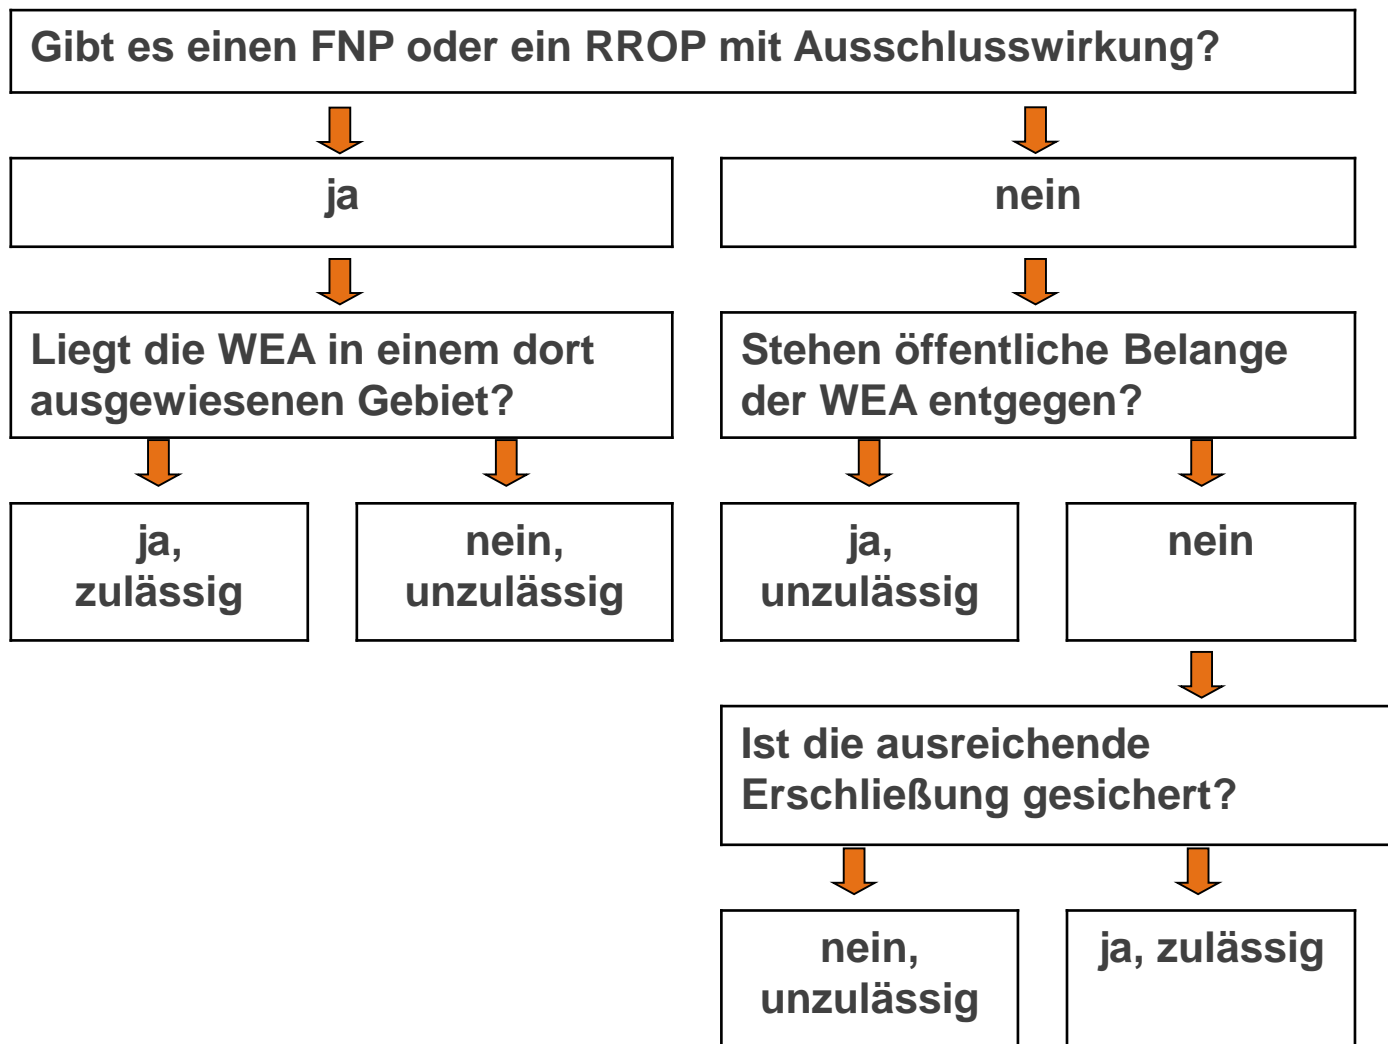 Gibt es einen FNP oder ein RROP mit Ausschlusswirkung?
ja
nein
Liegt die WEA in einem dort
ausgewiesenen Gebiet?
Stehen öffentliche Belange
der WEA entgegen?
ja,
zulässig
nein,
unzulässig
ja,
unzulässig
nein
Ist die ausreichende
Erschließung gesichert?
nein,
unzulässig
ja, zulässig